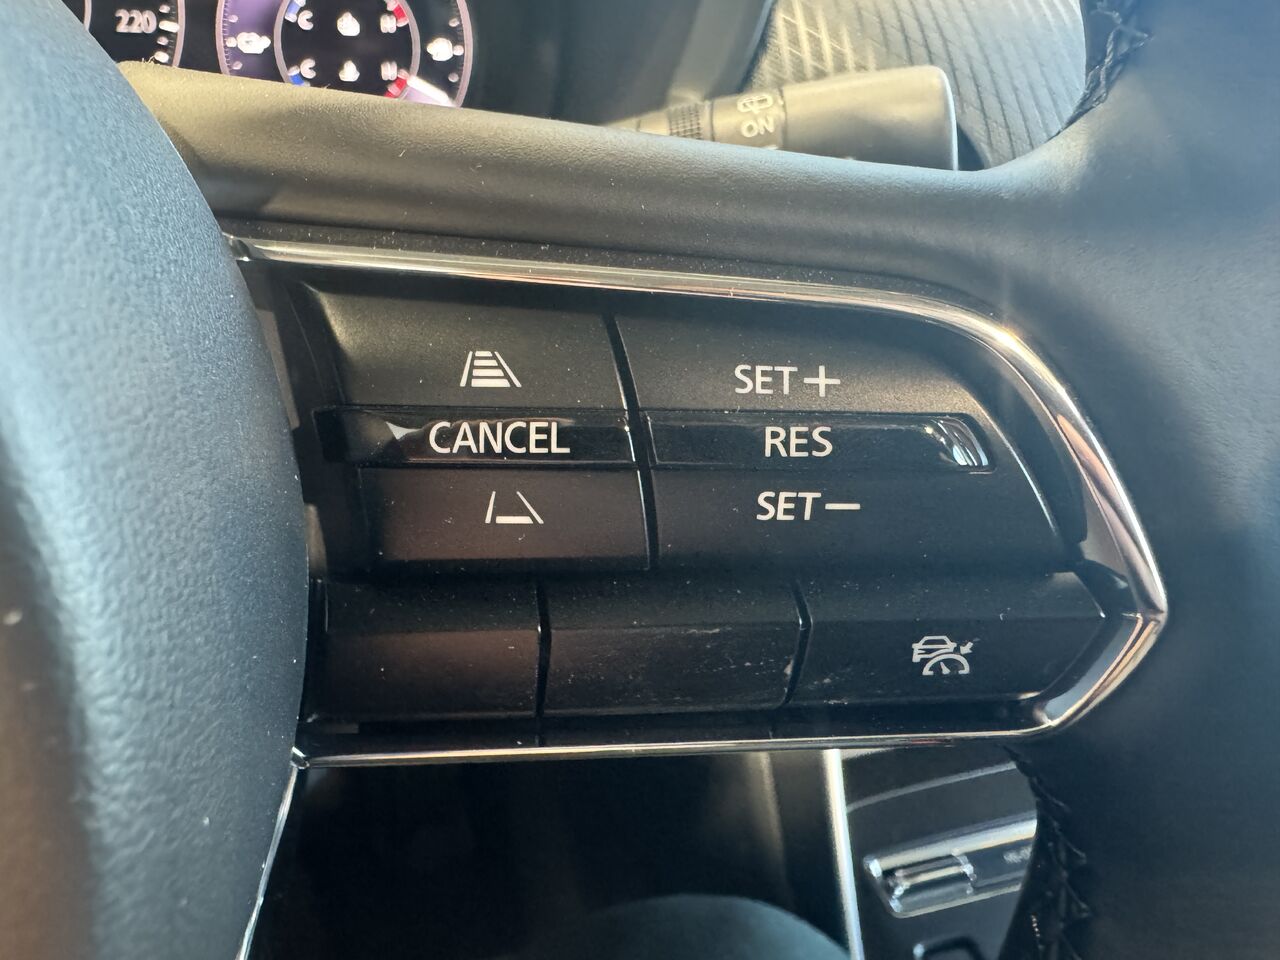 220
C H
C H
ON
SET+
CANCEL RES
SET-